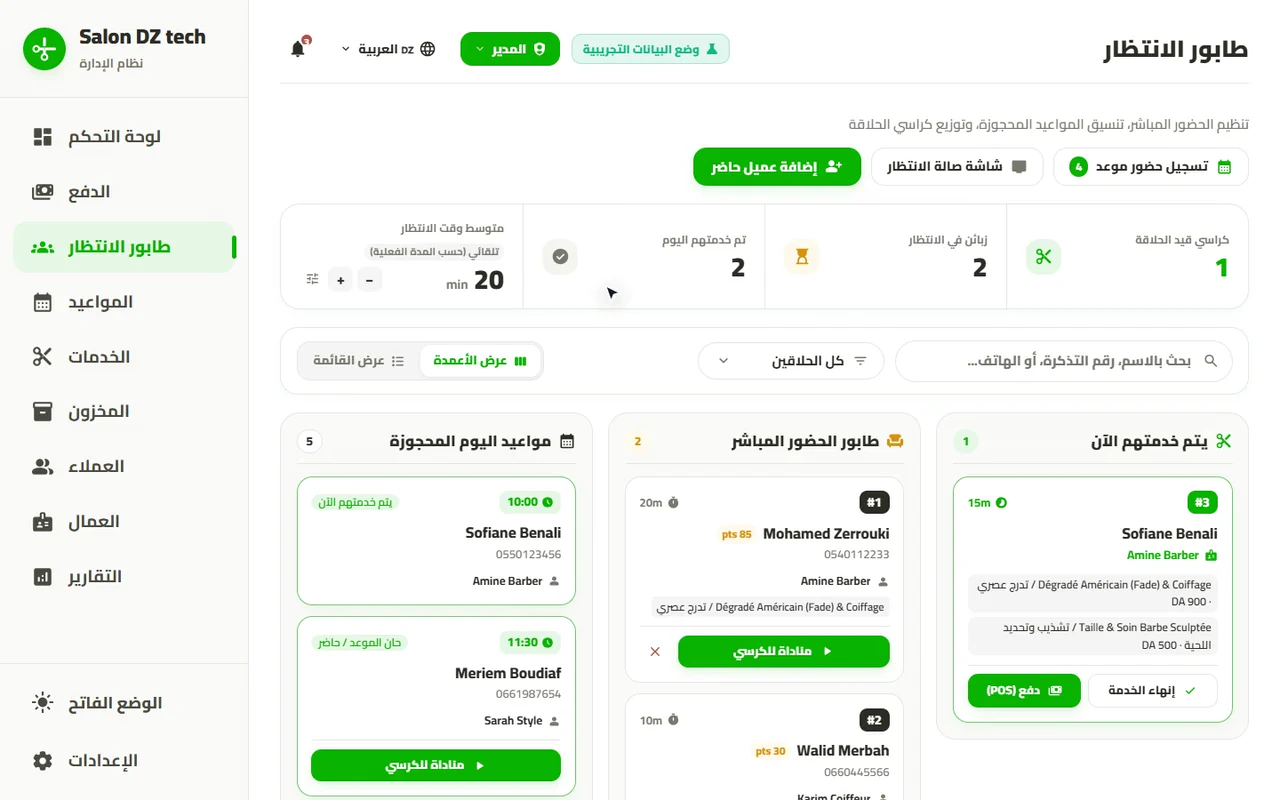 Salon DZ tech
نظام الإدارة
لوحة التحكم
الدفع
طابور الانتظار
المواعيد
الخدمات
المخزون
العملاء
العمال
التقارير
الوضع الفاتح
الإعدادات
طابور الانتظار
وضع البيانات التجريبية
المدير
DZ العربية
3
تنظيم الحضور المباشر، تنسيق المواعيد المحجوزة، وتوزيع كراسي الحلاقة
تسجيل حضور موعد 4
شاشة صالة الانتظار
إضافة عميل حاضر
كراسي قيد الحلاقة
1
زبائن في الانتظار
2
تم خدمتهم اليوم
2
متوسط وقت الانتظار
تلقائي (حسب المدة الفعلية)
20 min
− +
بحث بالاسم، رقم التذكرة، أو الهاتف...
كل الحلاقين
عرض الأعمدة
عرض القائمة
يتم خدمتهم الآن
1
#3
15m
Sofiane Benali
Amine Barber
Dégradé Américain (Fade) & Coiffage / تدرج عصري
· 900 DA
Taille & Soin Barbe Sculptée / تشذيب وتحديد
اللحية · 500 DA
إنهاء الخدمة
دفع (POS)
طابور الحضور المباشر
2
#1
20m
Mohamed Zerrouki
85 pts
0540112233
Amine Barber
Dégradé Américain (Fade) & Coiffage / تدرج عصري
مناداة للكرسي
#2
10m
Walid Merbah
30 pts
0660445566
Karim Coiffeur
مواعيد اليوم المحجوزة
5
10:00
يتم خدمتهم الآن
Sofiane Benali
0550123456
Amine Barber
11:30
حان الموعد / حاضر
Meriem Boudiaf
0661987654
Sarah Style
مناداة للكرسي